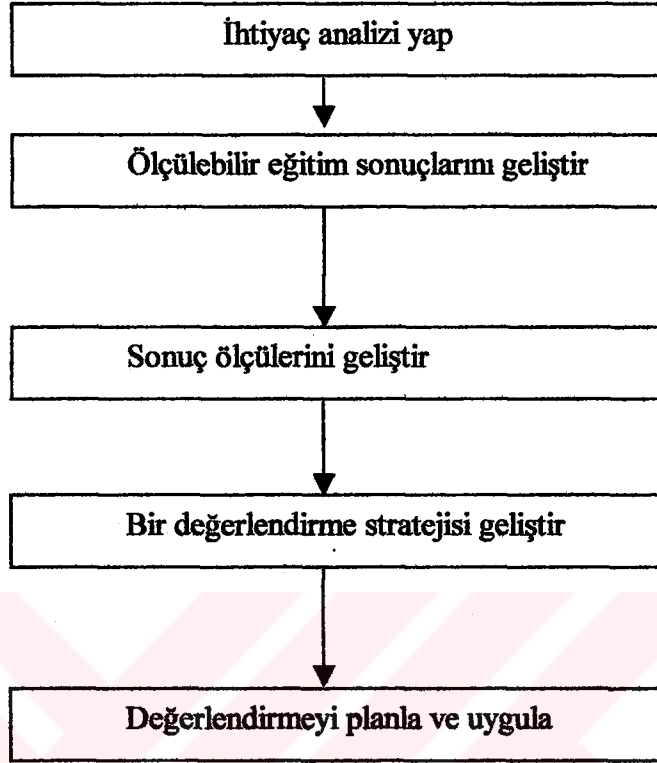 İhtiyaç analizi yap
Ölçülebilir eğitim sonuçlarını geliştir
Sonuç ölçülerini geliştir
Bir değerlendirme stratejisi geliştir
Değerlendirmeyi planla ve uygula